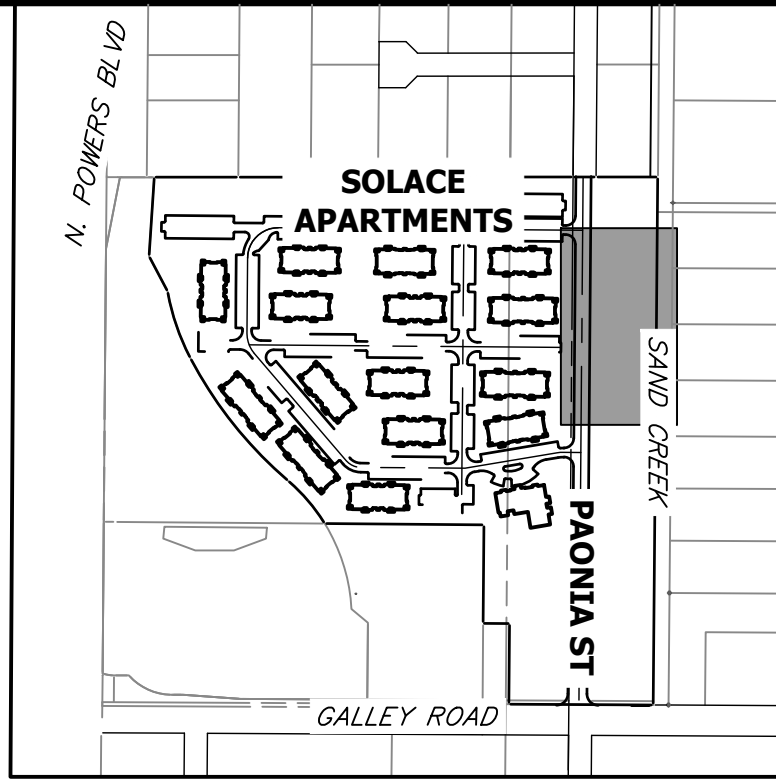 N. POWERS BLVD
SOLACE
APARTMENTS
SAND CREEK
PAONIA ST
GALLEY ROAD